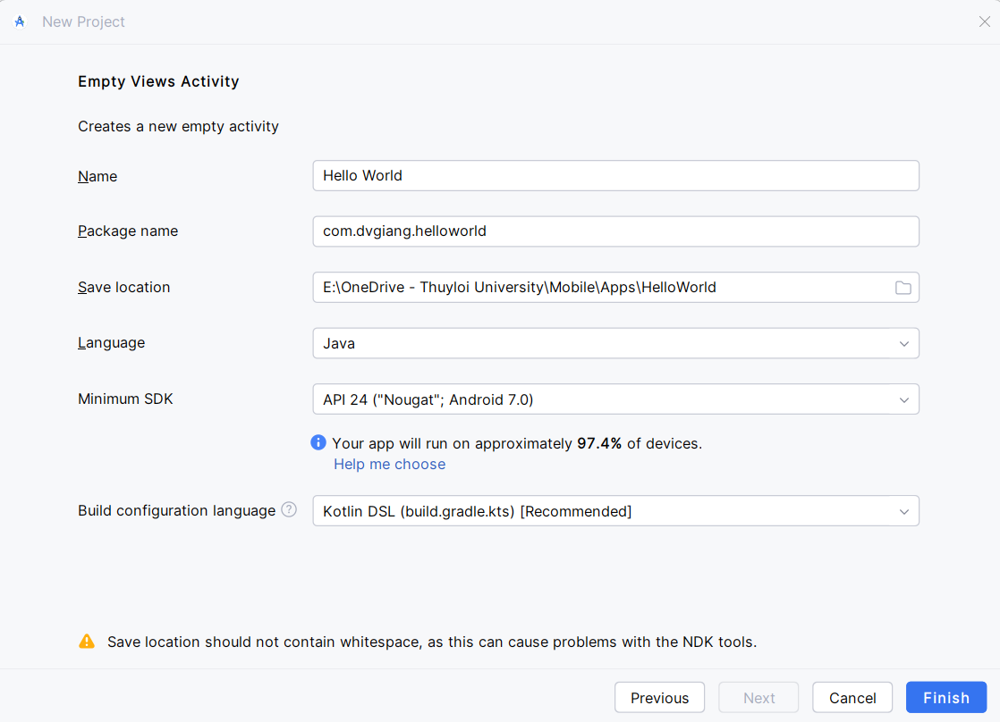 New Project
Empty Views Activity
Creates a new empty activity
Name
Hello World
Package name
com.dvgiang.helloworld
Save location
E:\OneDrive - Thuyloi University\Mobile\Apps\HelloWorld
Language
Java
Minimum SDK
API 24 ("Nougat"; Android 7.0)
Your app will run on approximately 97.4% of devices.
Help me choose
Build configuration language
Kotlin DSL (build.gradle.kts) [Recommended]
Save location should not contain whitespace, as this can cause problems with the NDK tools.
Previous
Next
Cancel
Finish